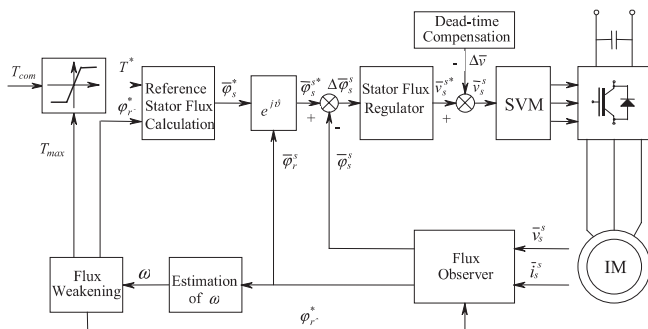 Dead-time
Compensation
T_com
T*
φ_r*
Reference
Stator Flux
Calculation
φ̄_s*
e^{jϑ}
φ̄_s^{s*}
Δφ̄_s^s
+
-
Stator Flux
Regulator
v̄_s^{s*}
+
-
Δv̄
v̄_s^s
SVM
T_max
φ̄_r^s
φ̄_s^s
Flux
Weakening
ω
Estimation
of ω
Flux
Observer
v̄_s^s
ī_s^s
IM
φ_r*